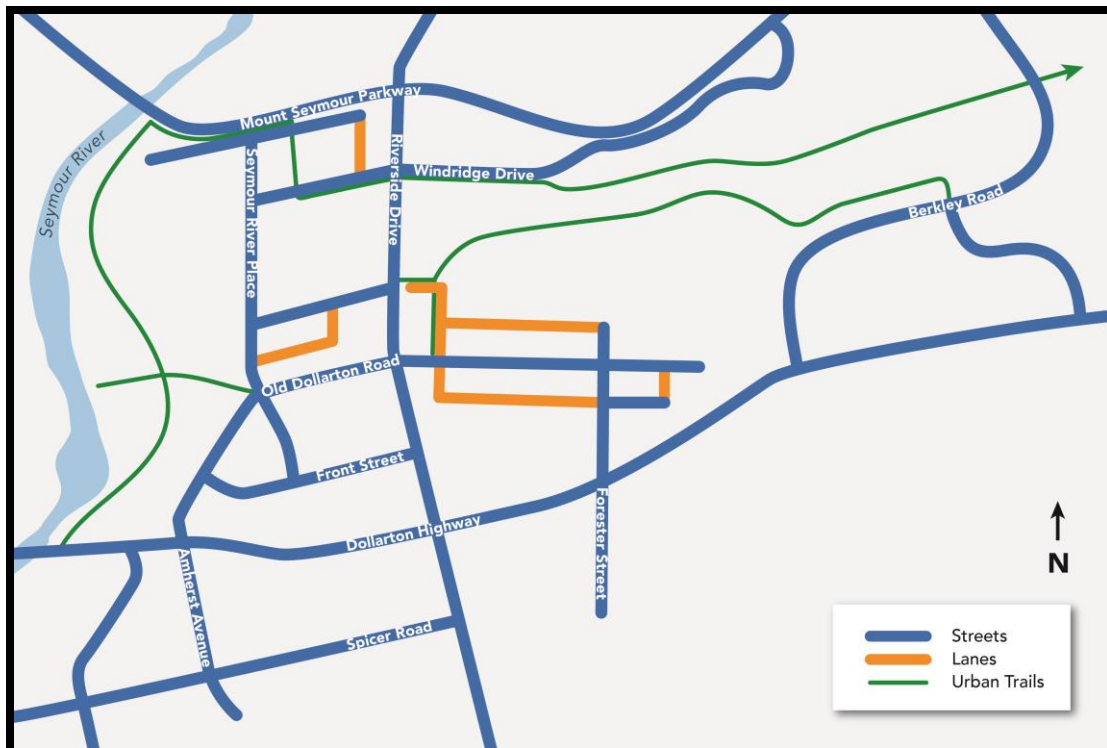 Mount Seymour Parkway
Seymour River
Seymour River Place
Riverside Drive
Windridge Drive
Berkley Road
Old Dollarton Road
Front Street
Dollarton Highway
Forester Street
Amherst Avenue
Spicer Road
N
Streets
Lanes
Urban Trails